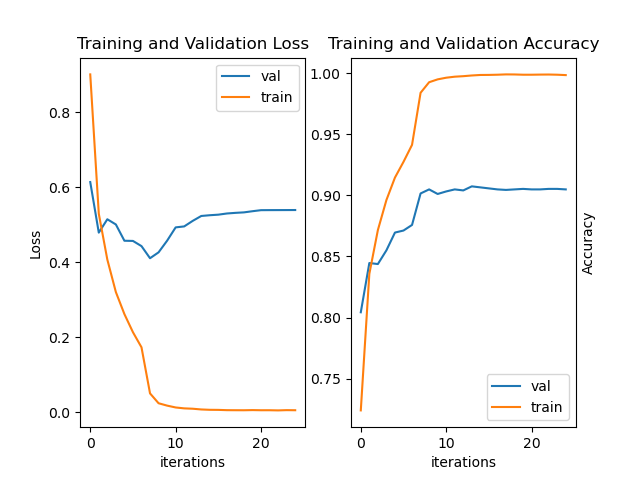 Training and Validation Loss
Training and Validation Accuracy
val
train
0.8
0.6
0.4
0.2
0.0
Loss
0
10
20
iterations
1.00
0.95
0.90
0.85
0.80
0.75
Accuracy
val
train
0
10
20
iterations